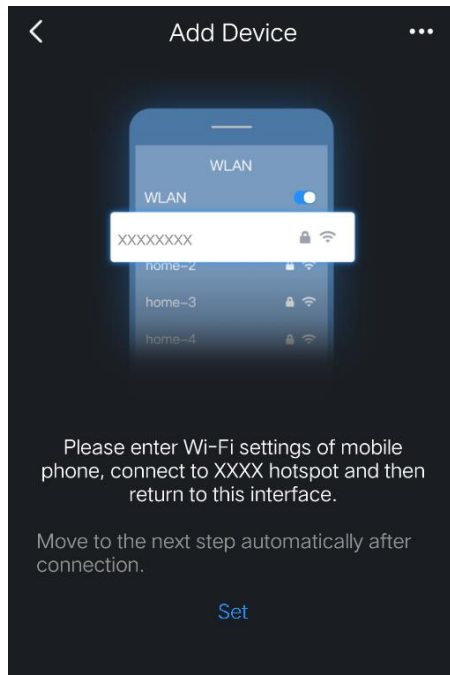 Add Device
WLAN
WLAN
XXXXXXXX
home-2
home-3
home-4
Please enter Wi-Fi settings of mobile
phone, connect to XXXX hotspot and then
return to this interface.
Move to the next step automatically after
connection.
Set